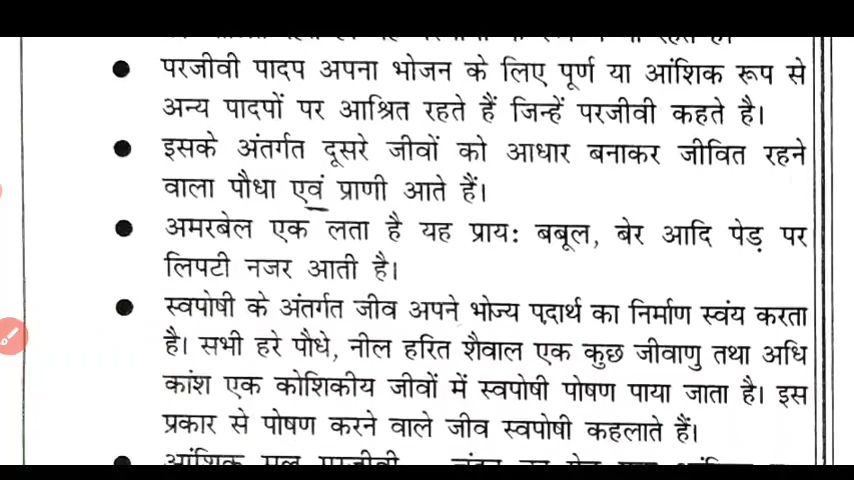 परजीवी पादप अपना भोजन के लिए पूर्ण या आंशिक रूप से
अन्य पादपों पर आश्रित रहते हैं जिन्हें परजीवी कहते है।
इसके अंतर्गत दूसरे जीवों को आधार बनाकर जीवित रहने
वाला पौधा एवं प्राणी आते हैं।
अमरबेल एक लता है यह प्राय: बबूल, बेर आदि पेड़ पर
लिपटी नजर आती है।
स्वपोषी के अंतर्गत जीव अपने भोज्य पदार्थ का निर्माण स्वंय करता
है। सभी हरे पौधे, नील हरित शैवाल एक कुछ जीवाणु तथा अधि
कांश एक कोशिकीय जीवों में स्वपोषी पोषण पाया जाता है। इस
प्रकार से पोषण करने वाले जीव स्वपोषी कहलाते हैं।
आंशिक मूल परजीवी